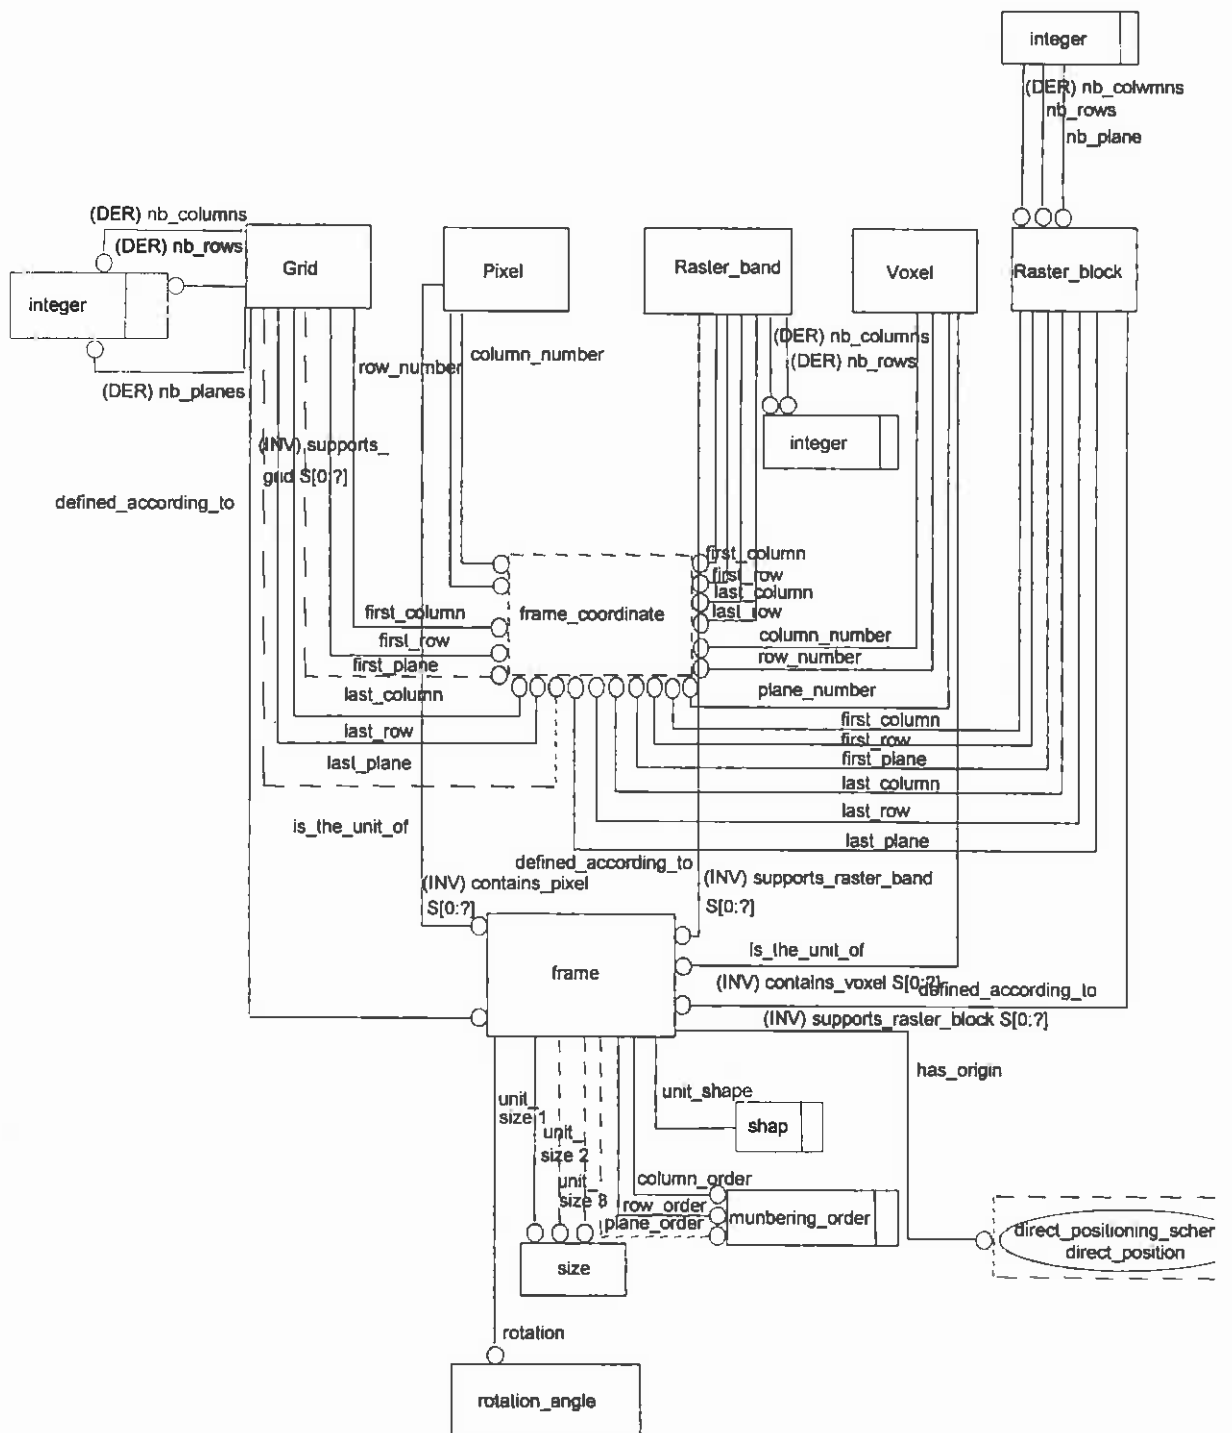 integer
(DER) nb_colwmns
nb_rows
nb_plane
(DER) nb_columns
(DER) nb_rows
integer
(DER) nb_planes
Grid
Pixel
Raster_band
Voxel
Raster_block
row_number
column_number
(DER) nb_columns
(DER) nb_rows
integer
(INV) supports_
grid S[0:?]
defined_according_to
frame_coordinate
first_column
first_row
last_column
last_row
first_column
first_row
first_plane
last_column
last_row
last_plane
column_number
row_number
plane_number
first_column
first_row
first_plane
last_column
last_row
last_plane
is_the_unit_of
defined_according_to
(INV) contains_pixel
S[0:?]
(INV) supports_raster_band
S[0:?]
frame
is_the_unit_of
(INV) contains_voxel S[0:?]
defined_according_to
(INV) supports_raster_block S[0:?]
has_origin
unit_
size 1
unit_
size 2
unit_
size 3
unit_shape
shap
column_order
row_order
plane_order
munbering_order
size
direct_positioning_schem
direct_position
rotation
rotation_angle